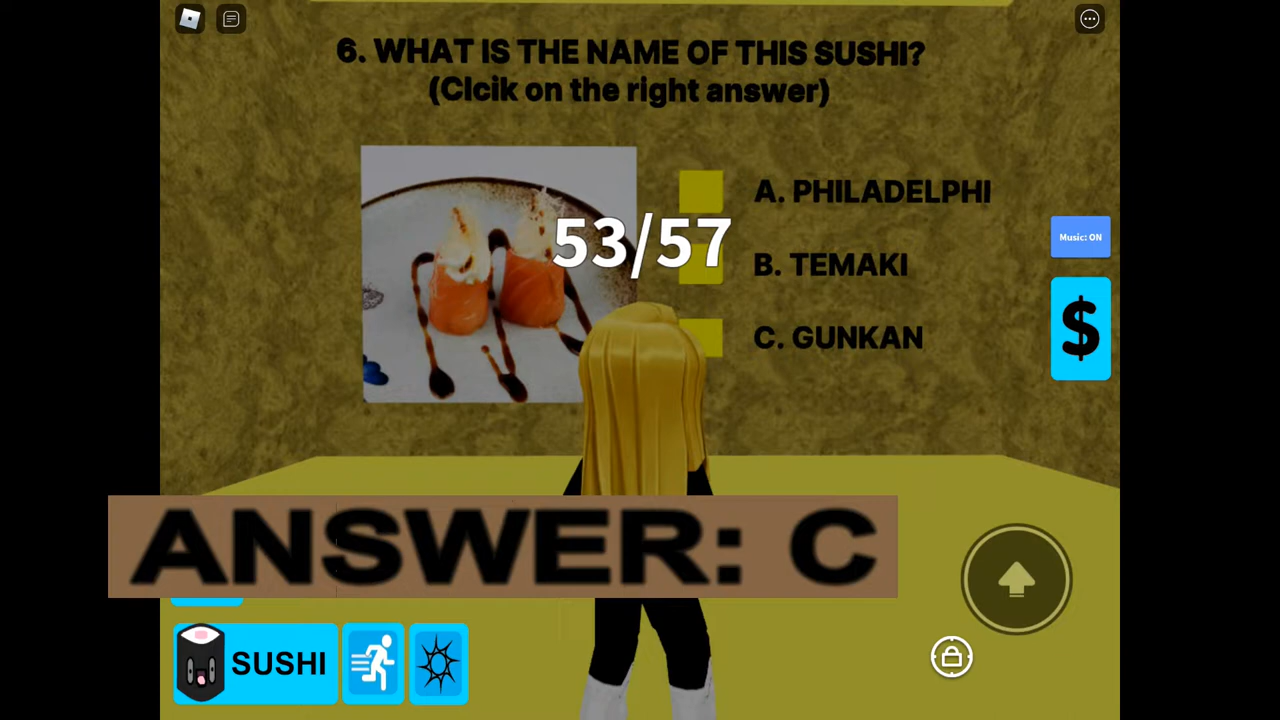 6. WHAT IS THE NAME OF THIS SUSHI?
(Clcik on the right answer)
A. PHILADELPHI
53/57
B. TEMAKI
C. GUNKAN
Music: ON
$
ANSWER: C
SUSHI